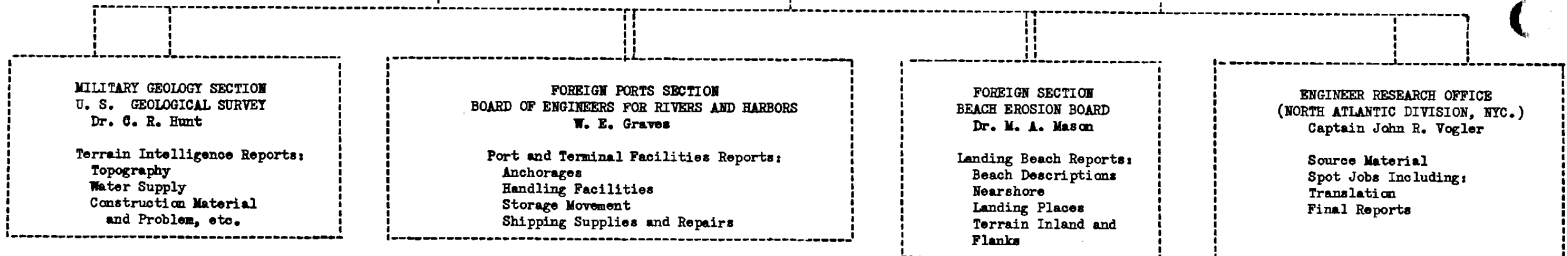 MILITARY GEOLOGY SECTION
U. S. GEOLOGICAL SURVEY
Dr. C. R. Hunt
Terrain Intelligence Reports:
Topography
Water Supply
Construction Material
and Problem, etc.
FOREIGN PORTS SECTION
BOARD OF ENGINEERS FOR RIVERS AND HARBORS
W. E. Graves
Port and Terminal Facilities Reports:
Anchorages
Handling Facilities
Storage Movement
Shipping Supplies and Repairs
FOREIGN SECTION
BEACH EROSION BOARD
Dr. M. A. Mason
Landing Beach Reports:
Beach Descriptions
Nearshore
Landing Places
Terrain Inland and
Flanks
ENGINEER RESEARCH OFFICE
(NORTH ATLANTIC DIVISION, NYC.)
Captain John R. Vogler
Source Material
Spot Jobs Including:
Translation
Final Reports